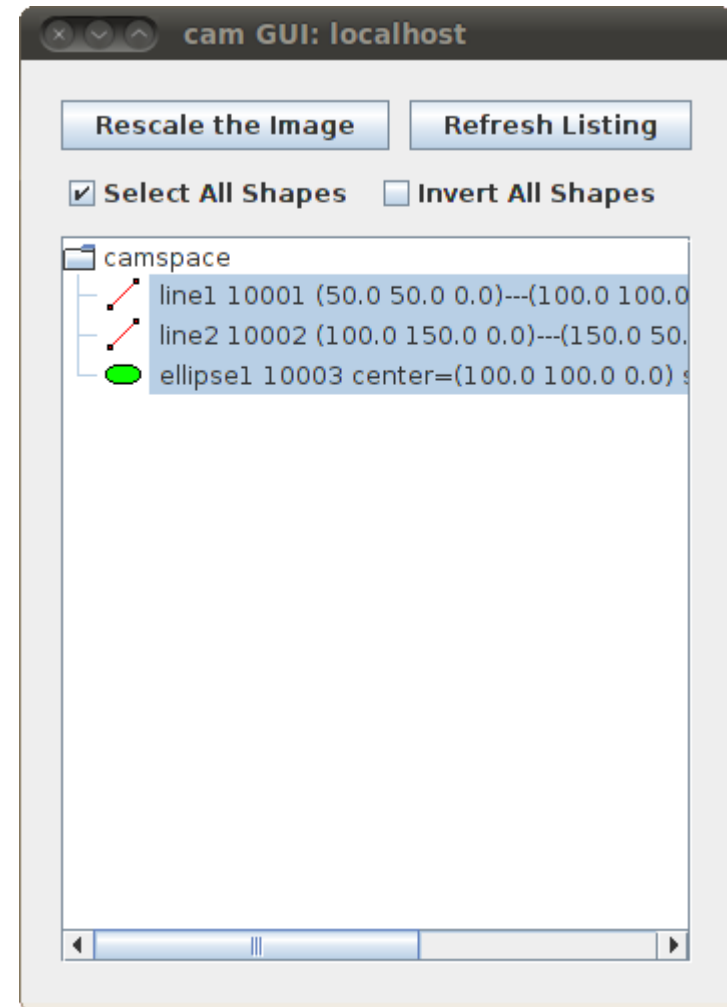 cam GUI: localhost
Rescale the Image Refresh Listing
Select All Shapes Invert All Shapes
camspace
line1 10001 (50.0 50.0 0.0)---(100.0 100.0
line2 10002 (100.0 150.0 0.0)---(150.0 50.
ellipse1 10003 center=(100.0 100.0 0.0)